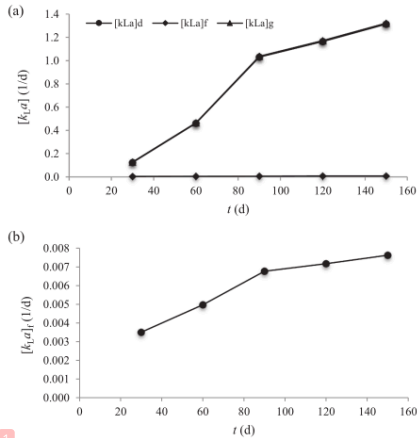 (a)
1.4
[kLa]d [kLa]f [kLa]g
1.2
1.0
0.8
0.6
0.4
0.2
0.0
[kLa] (1/d)
0 20 40 60 80 100 120 140 160
t (d)
(b)
0.008
0.007
0.006
0.005
0.004
0.003
0.002
0.001
0.000
[kLa]f (1/d)
0 20 40 60 80 100 120 140 160
t (d)
1